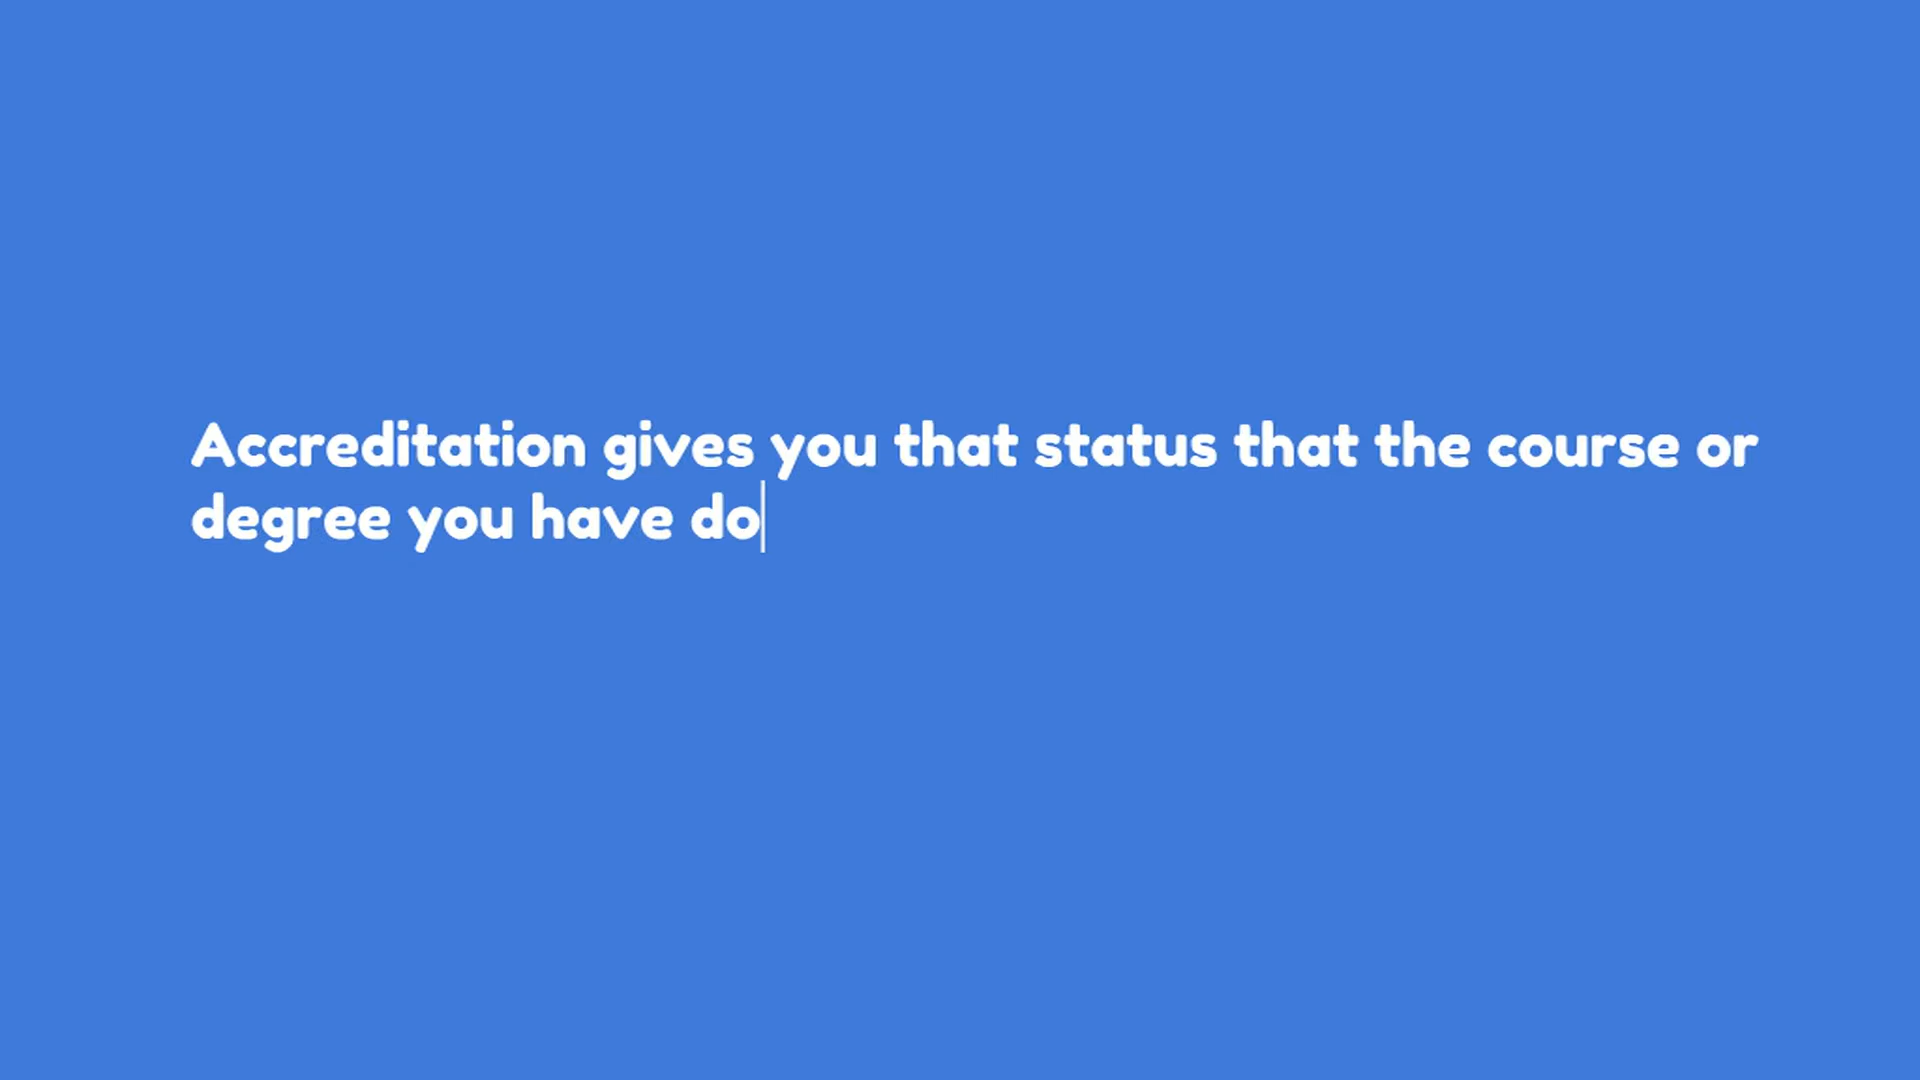 Accreditation gives you that status that the course or
degree you have do